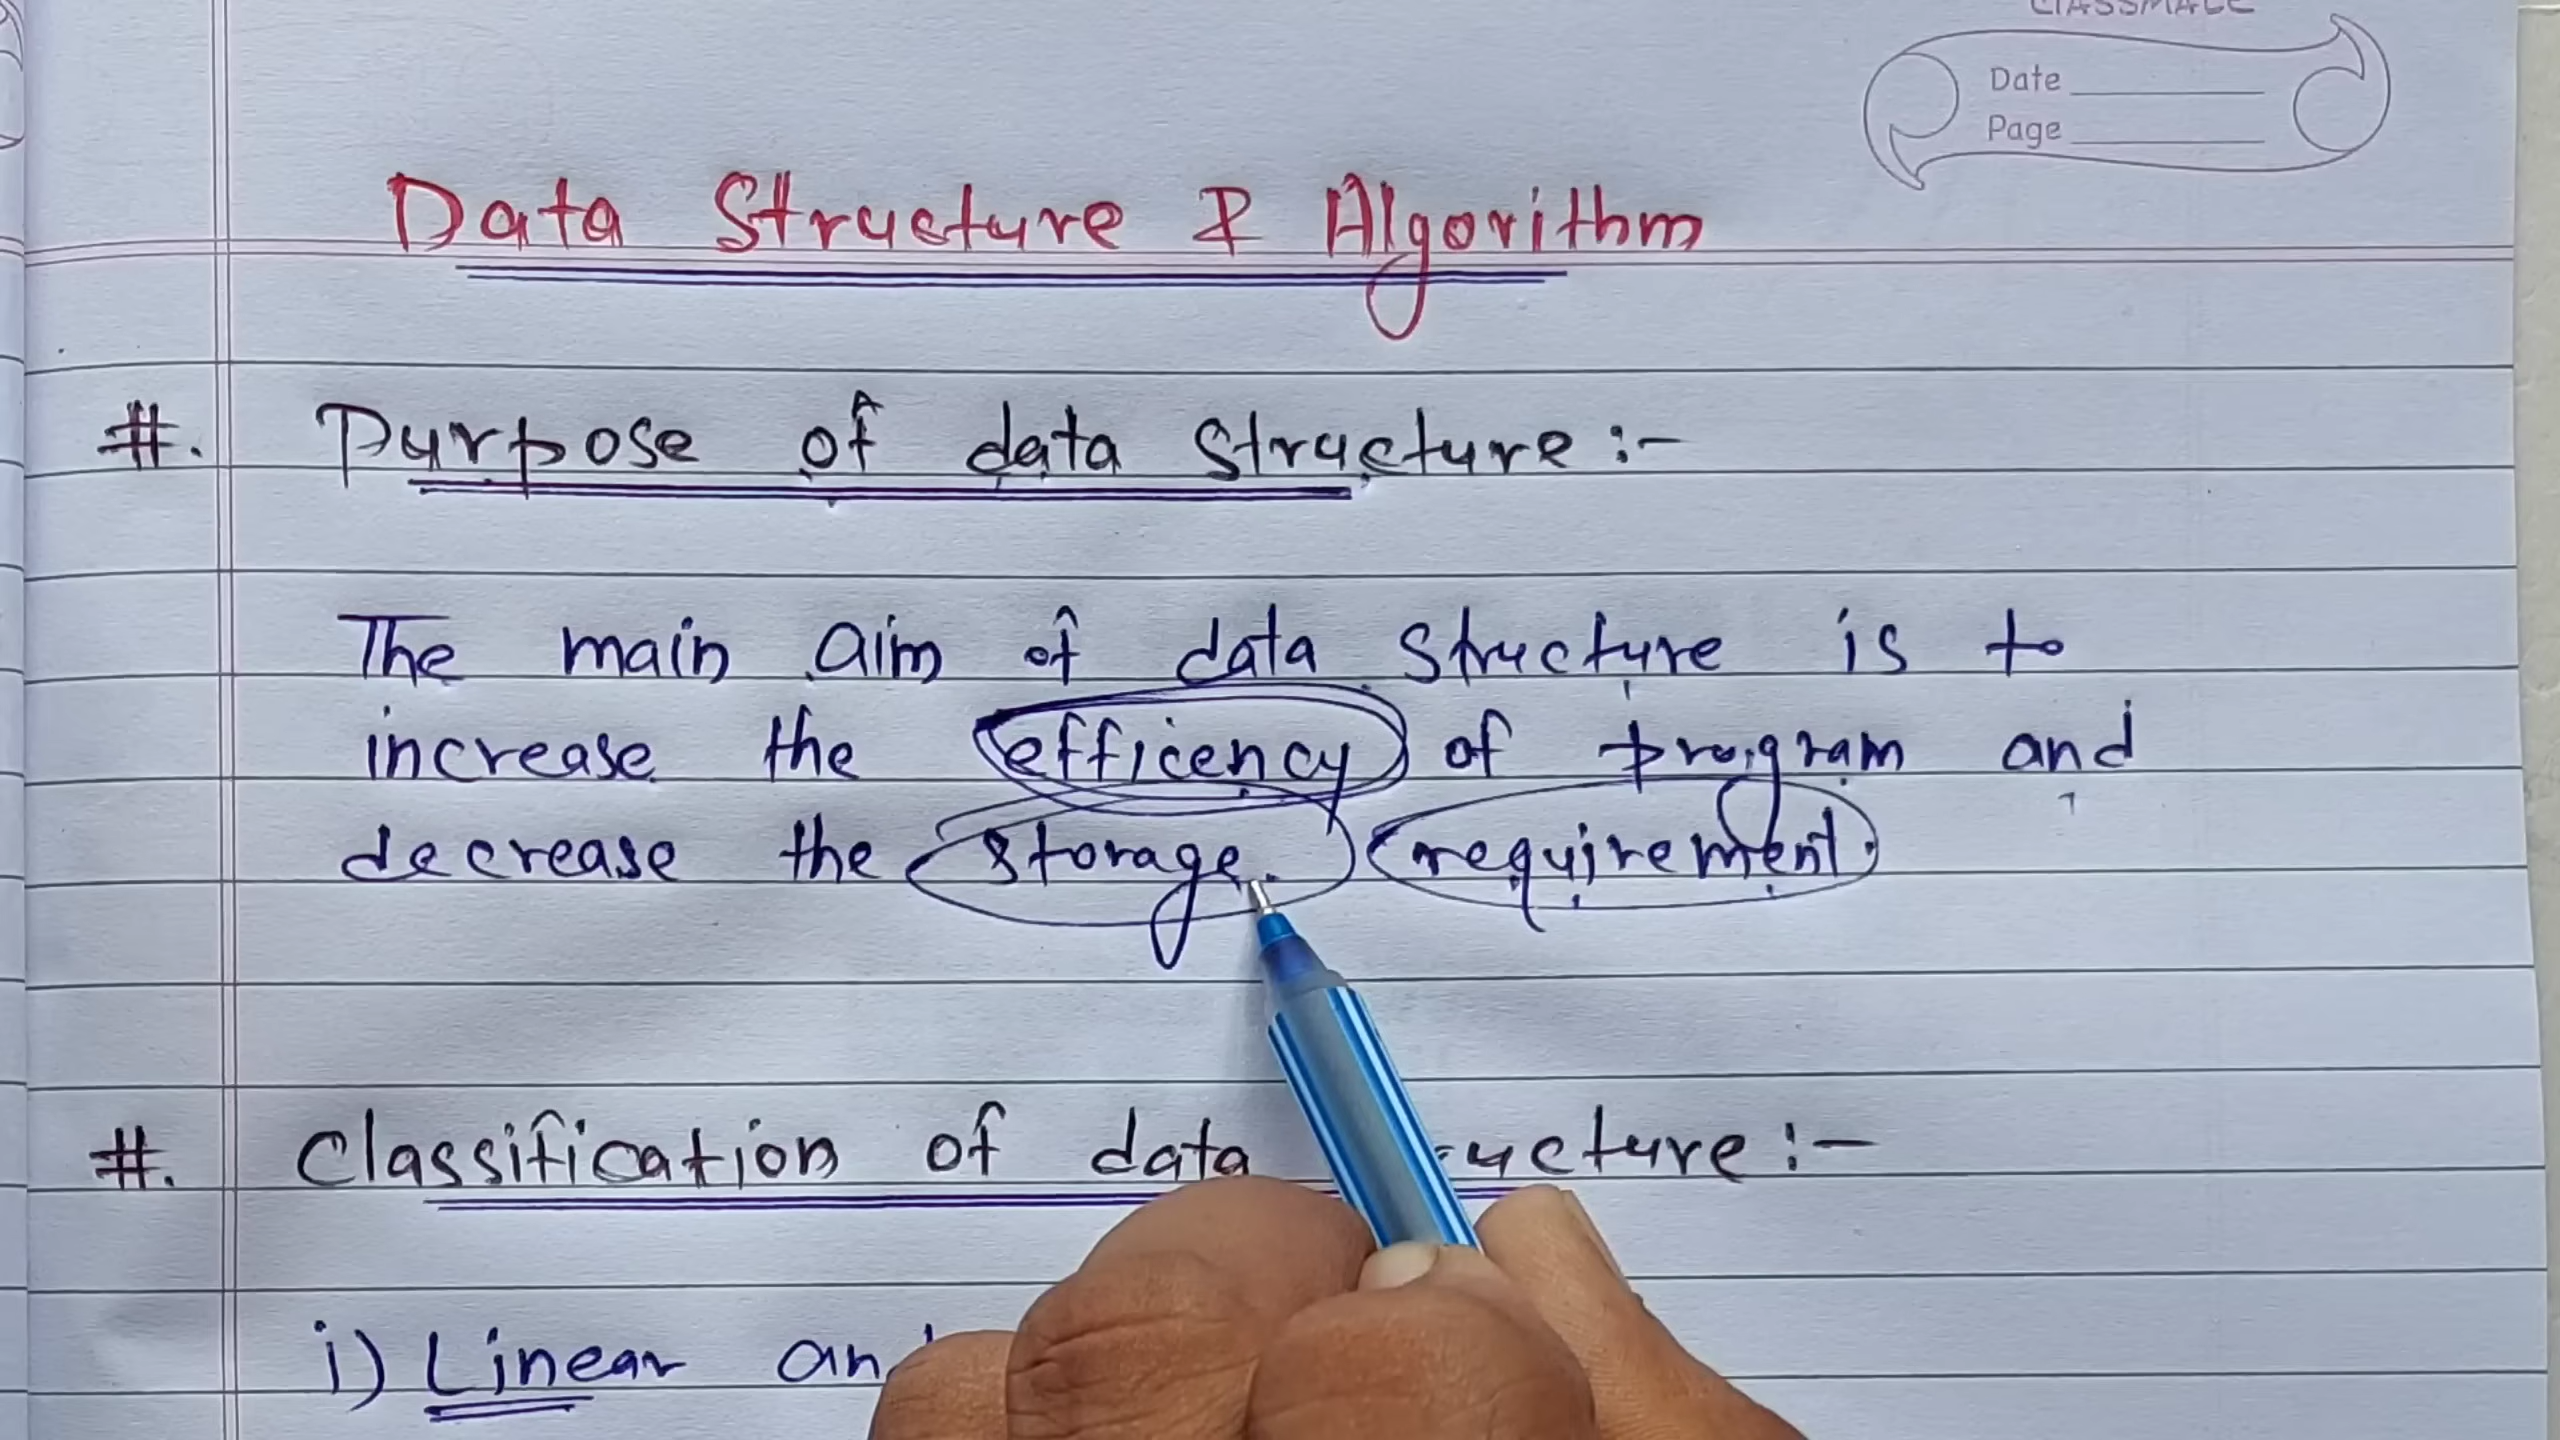 Date
Page
Data Structure & Algorithm
#. Purpose of data structure :-
The main aim of data structure is to
increase the efficency of program and
decrease the storage requirement.
#. Classification of data :-
i) Linear